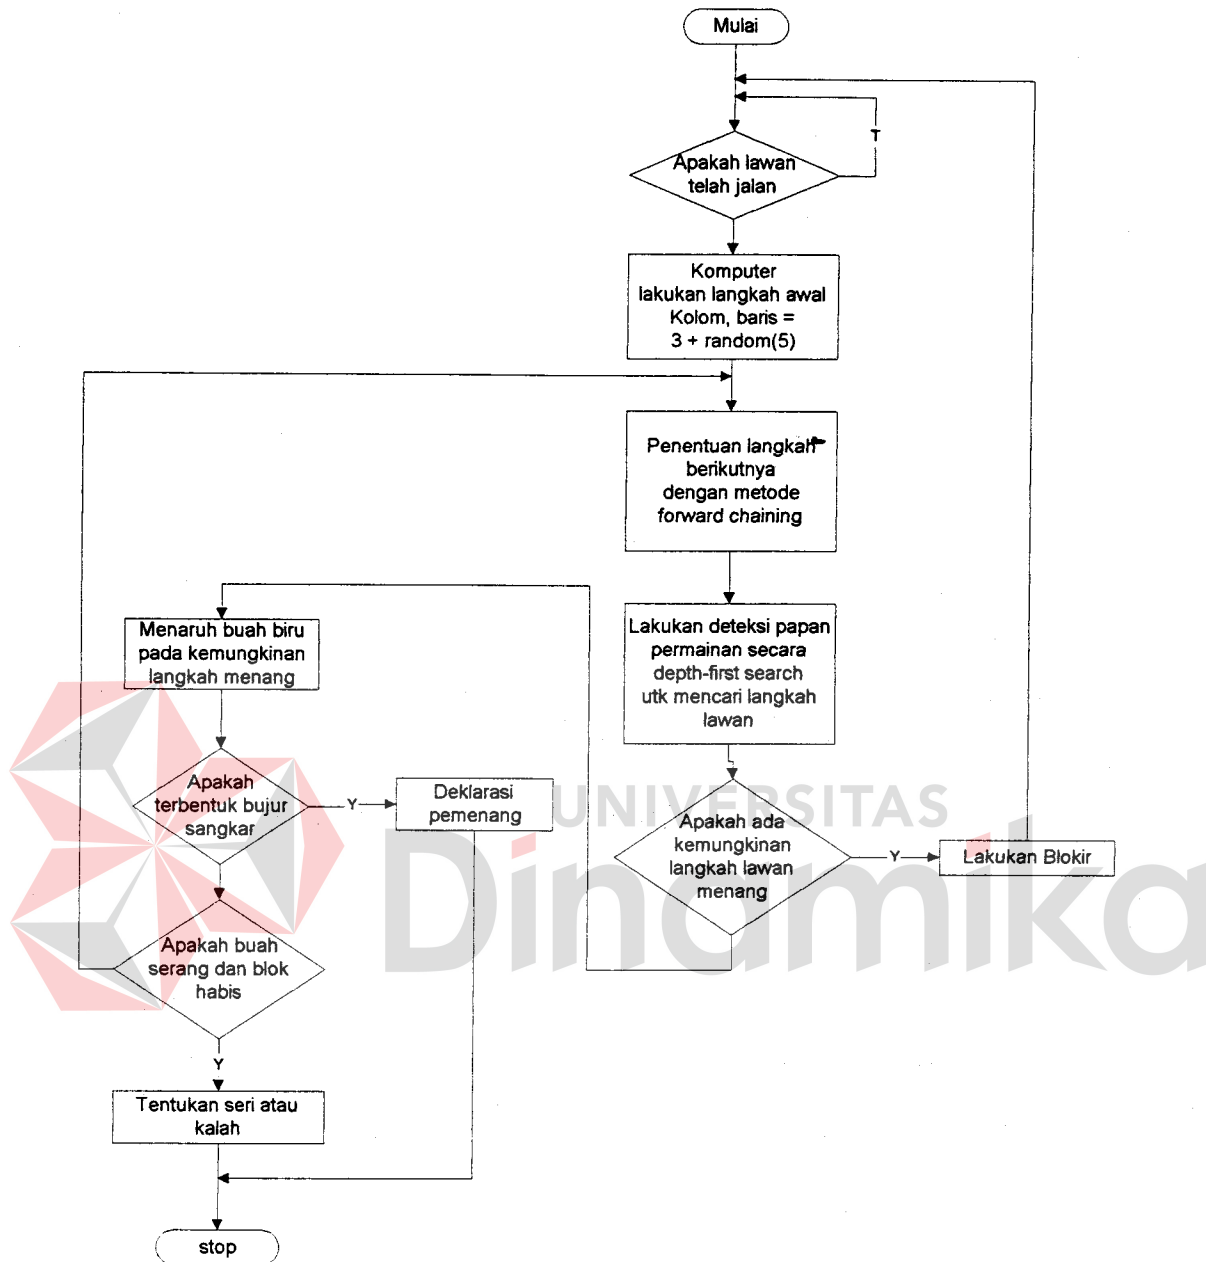 Mulai
T
Apakah lawan
telah jalan
Komputer
lakukan langkah awal
Kolom, baris =
3 + random(5)
Penentuan langkah
berikutnya
dengan metode
forward chaining
Lakukan deteksi papan
permainan secara
depth-first search
utk mencari langkah
lawan
Apakah ada
kemungkinan
langkah lawan
menang
Y
Lakukan Blokir
Menaruh buah biru
pada kemungkinan
langkah menang
Apakah
terbentuk bujur
sangkar
Y
Deklarasi
pemenang
Apakah buah
serang dan blok
habis
Y
Tentukan seri atau
kalah
stop
UNIVERSITAS
Dinamika